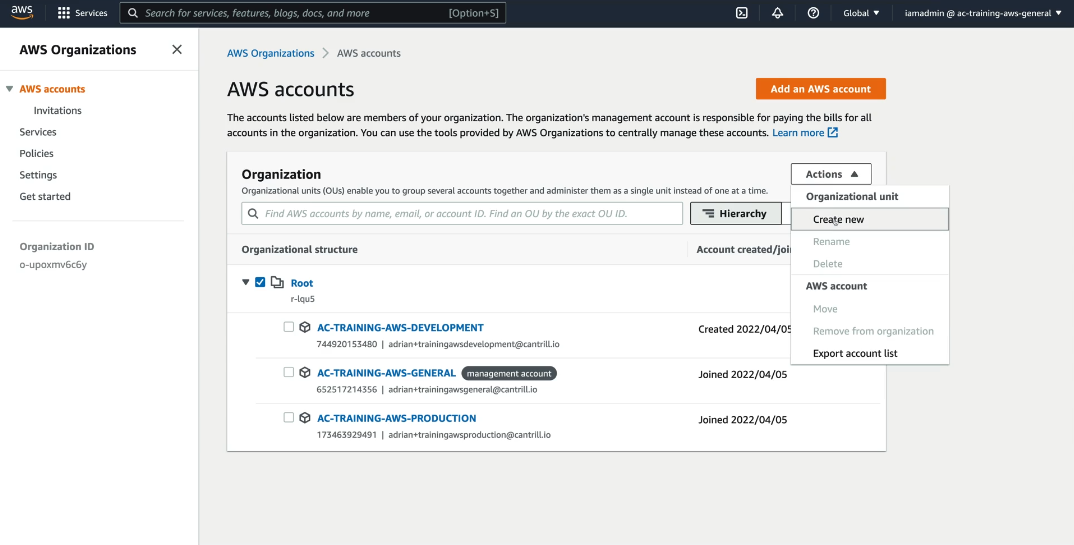 aws
Services
Search for services, features, blogs, docs, and more
[Option+S]
Global
iamadmin @ ac-training-aws-general
AWS Organizations
AWS accounts
Invitations
Services
Policies
Settings
Get started
Organization ID
o-upoxmv6c6y
AWS Organizations > AWS accounts
AWS accounts
Add an AWS account
The accounts listed below are members of your organization. The organization's management account is responsible for paying the bills for all
accounts in the organization. You can use the tools provided by AWS Organizations to centrally manage these accounts. Learn more
Organization
Actions
Organizational units (OUs) enable you to group several accounts together and administer them as a single unit instead of one at a time.
Find AWS accounts by name, email, or account ID. Find an OU by the exact OU ID.
Hierarchy
Organizational unit
Create new
Rename
Delete
AWS account
Move
Remove from organization
Export account list
Organizational structure
Account created/joi
Root
r-lqu5
AC-TRAINING-AWS-DEVELOPMENT
744920153480 | adrian+trainingawsdevelopment@cantrill.io
Created 2022/04/05
AC-TRAINING-AWS-GENERAL management account
652517214356 | adrian+trainingawsgeneral@cantrill.io
Joined 2022/04/05
AC-TRAINING-AWS-PRODUCTION
173463929491 | adrian+trainingawsproduction@cantrill.io
Joined 2022/04/05